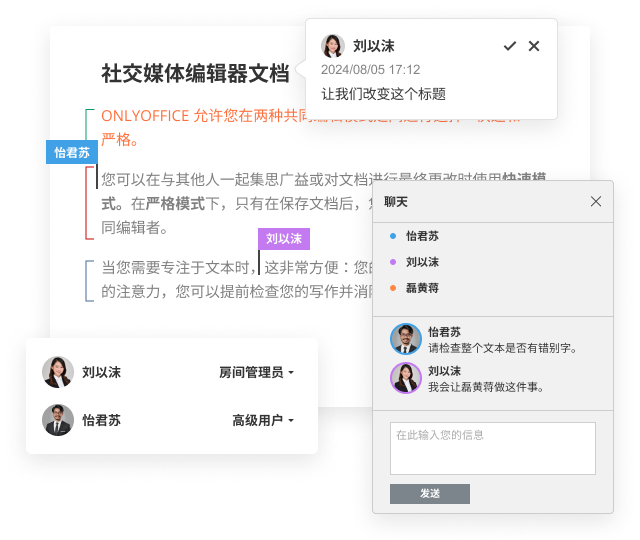 刘以沫
2024/08/05 17:12
让我们改变这个标题
社交媒体编辑器文档
ONLYOFFICE 允许您在两种共同编辑模式
严格。
怡君苏
您可以在与其他人一起集思广益或对文档进行最终更改时使用快速模
式。在严格模式下，只有在保存文档后，
同编辑者。
刘以沫
当您需要专注于文本时，这非常方便：您的
的注意力，您可以提前检查您的写作并消除
聊天
怡君苏
刘以沫
磊黄蒋
怡君苏
请检查整个文本是否有错别字。
刘以沫
我会让磊黄蒋做这件事。
在此输入您的信息
发送
刘以沫 房间管理员
怡君苏 高级用户